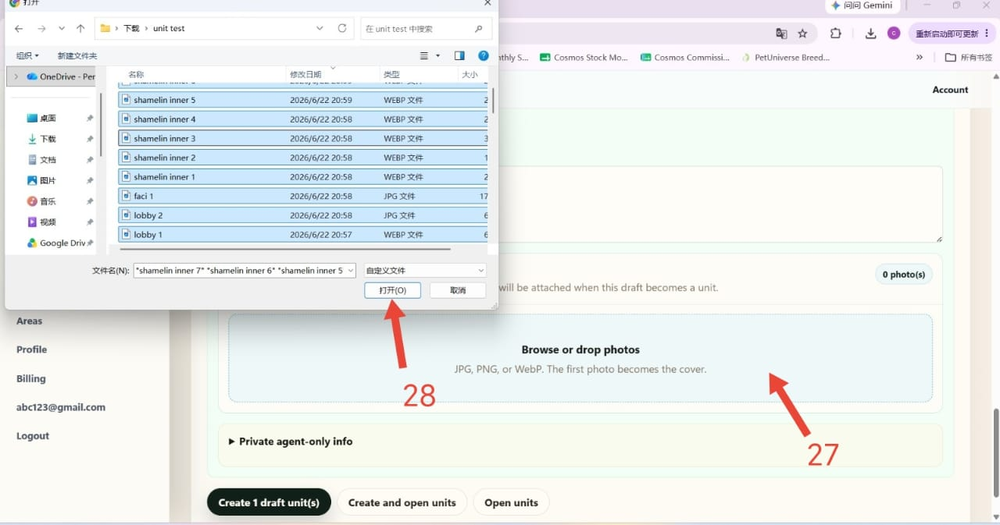 打开
问问 Gemini
下载 › unit test
在 unit test 中搜索
重新启动即可更新
组织
新建文件夹
nthly S...
Cosmos Stock Mo...
Cosmos Commissi...
PetUniverse Breed...
所有书签
OneDrive - Per
名称 修改日期 类型 大小
shamelin inner 5 2026/6/22 20:59 WEBP 文件 2
shamelin inner 4 2026/6/22 20:58 WEBP 文件 2
shamelin inner 3 2026/6/22 20:58 WEBP 文件 3
shamelin inner 2 2026/6/22 20:58 WEBP 文件 1
shamelin inner 1 2026/6/22 20:58 WEBP 文件 2
faci 1 2026/6/22 20:58 JPG 文件 17
lobby 2 2026/6/22 20:58 JPG 文件 6
lobby 1 2026/6/22 20:57 WEBP 文件 6
桌面
下载
文档
图片
音乐
视频
Google Driv
文件名(N): "shamelin inner 7" "shamelin inner 6" "shamelin inner 5
自定义文件
打开(O)
取消
Account
0 photo(s)
will be attached when this draft becomes a unit.
Areas
Profile
Billing
abc123@gmail.com
Logout
Browse or drop photos
JPG, PNG, or WebP. The first photo becomes the cover.
28
27
Private agent-only info
Create 1 draft unit(s)
Create and open units
Open units